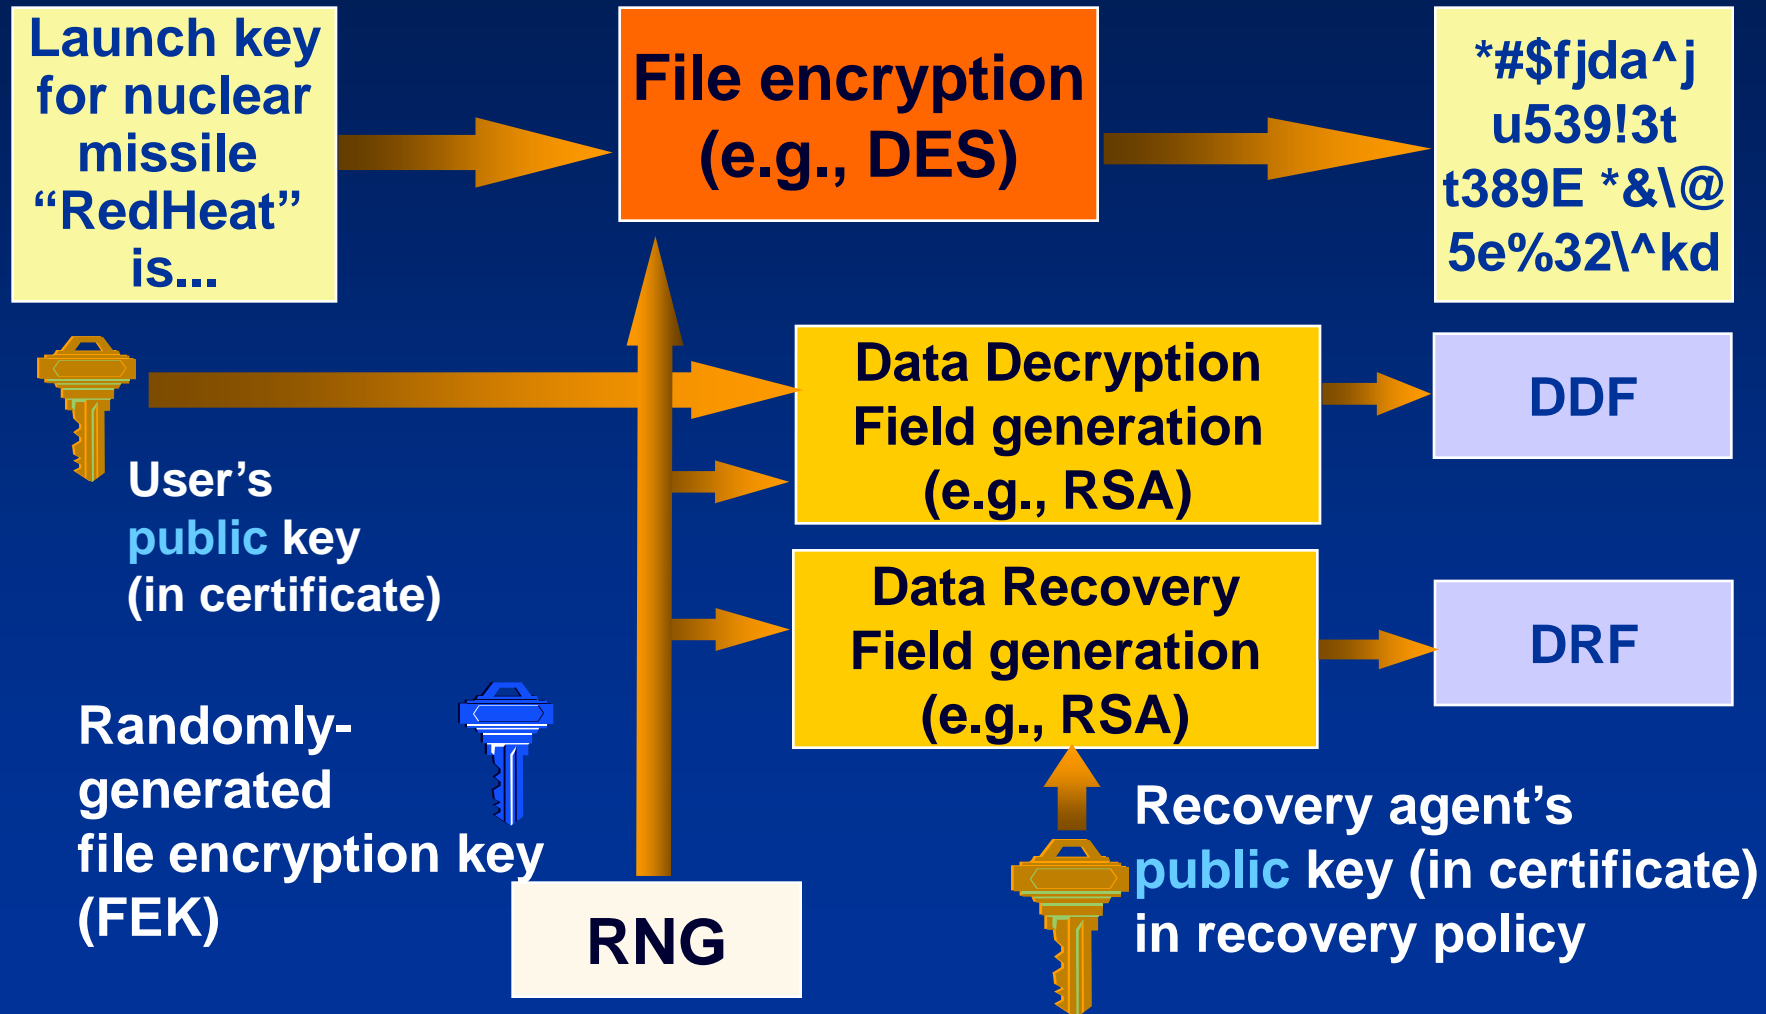 Launch key
for nuclear
missile
“RedHeat”
is...
File encryption
(e.g., DES)
*#$fjda^j
u539!3t
t389E *&\@
5e%32\^kd
User’s
public key
(in certificate)
Data Decryption
Field generation
(e.g., RSA)
DDF
Data Recovery
Field generation
(e.g., RSA)
DRF
Randomly-
generated
file encryption key
(FEK)
RNG
Recovery agent’s
public key (in certificate)
in recovery policy